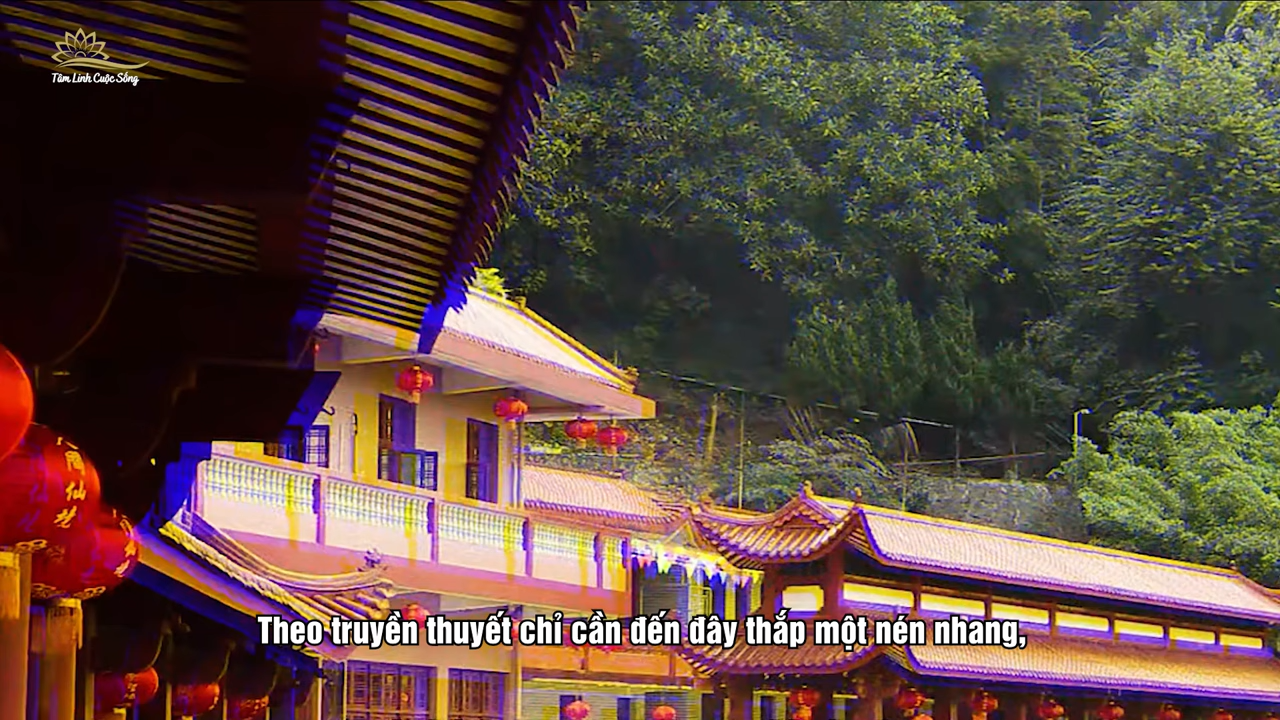 Tâm Linh Cuộc Sống
Theo truyền thuyết chỉ cần đến đây thắp một nén nhang,